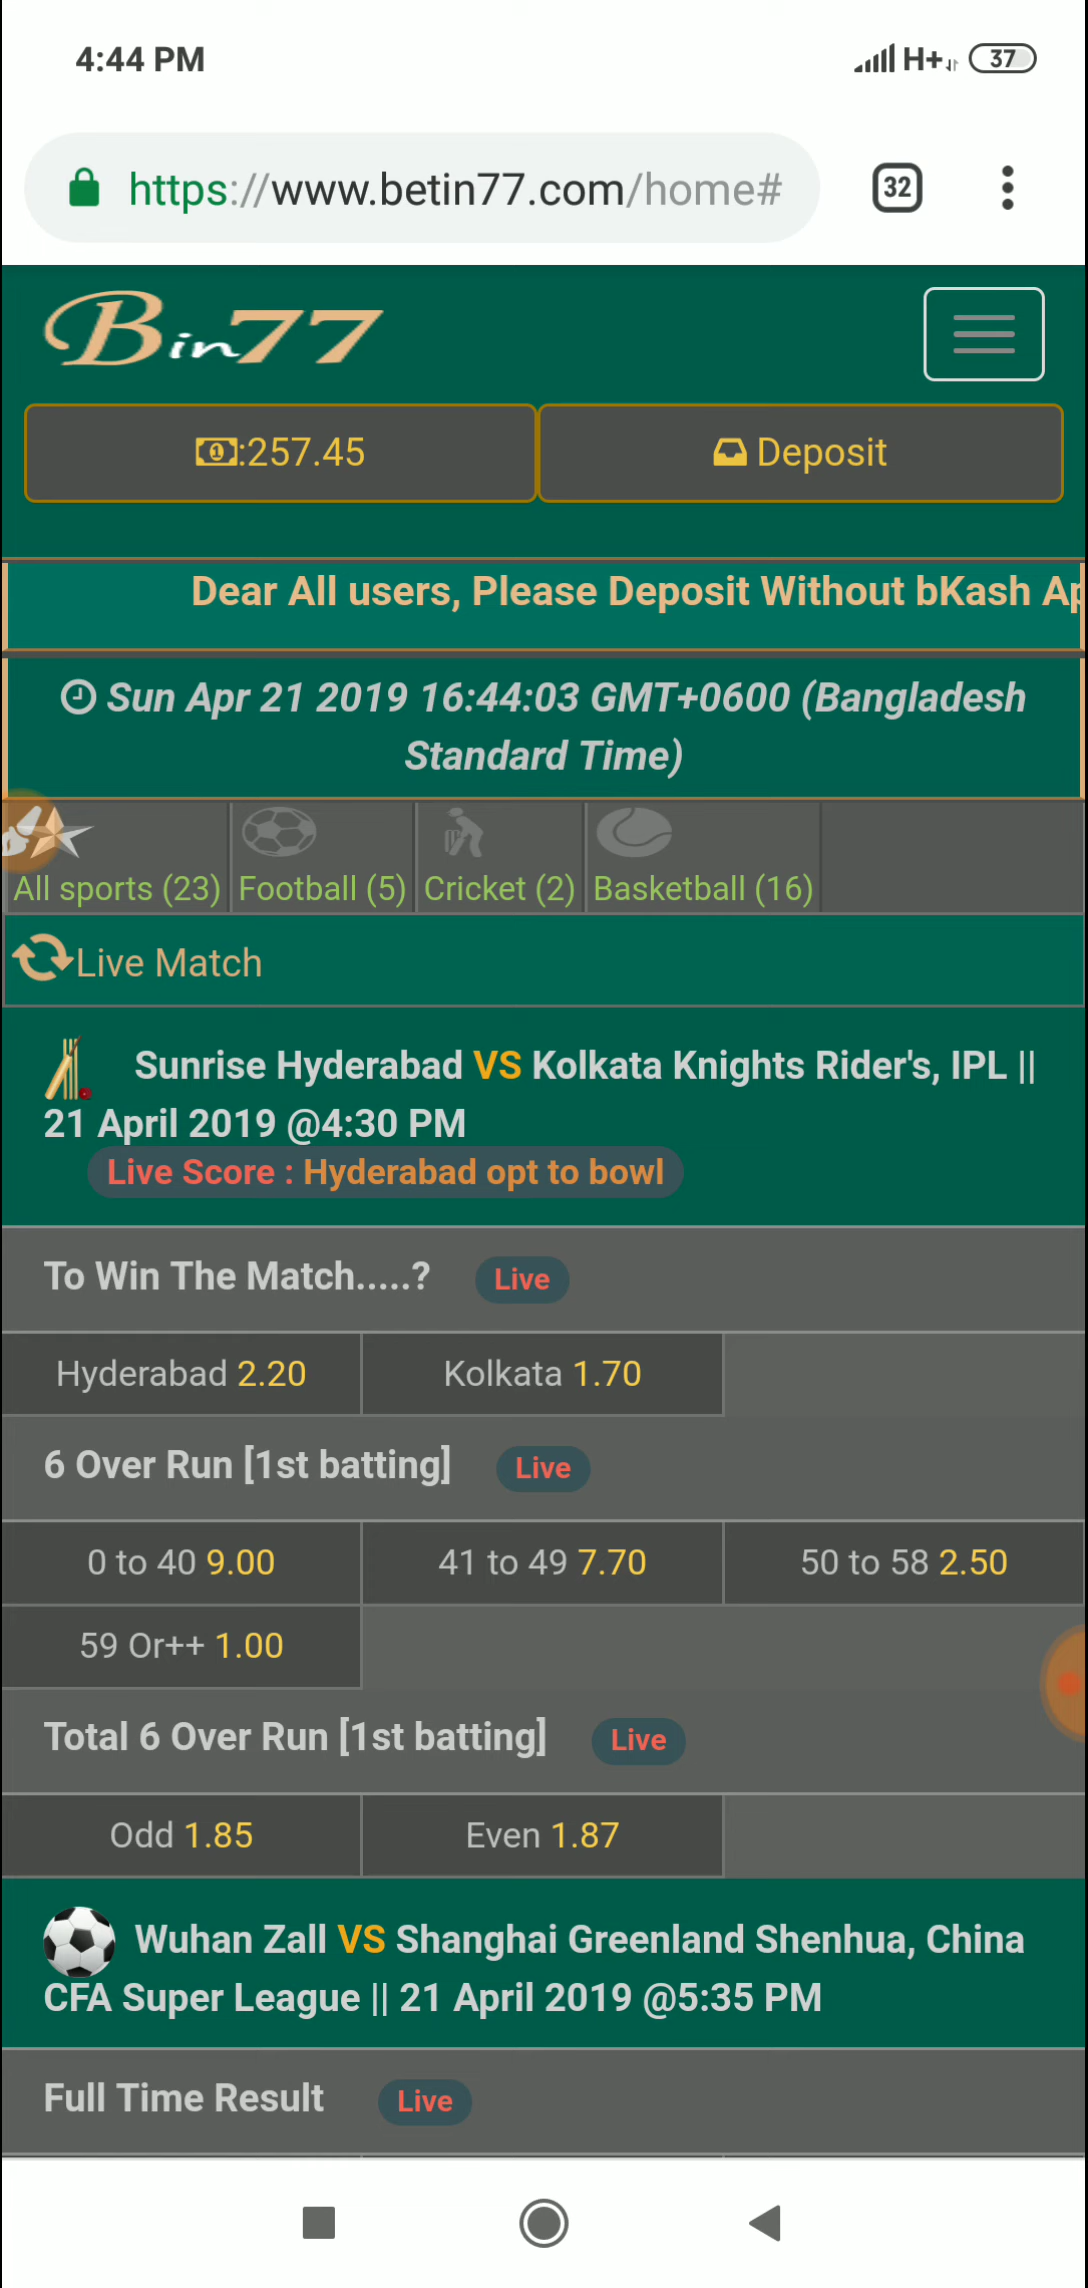 4:44 PM
H+ 37
https://www.betin77.com/home# 32
Bin77
:257.45
Deposit
Dear All users, Please Deposit Without bKash Ap
Sun Apr 21 2019 16:44:03 GMT+0600 (Bangladesh
Standard Time)
All sports (23) Football (5) Cricket (2) Basketball (16)
Live Match
Sunrise Hyderabad VS Kolkata Knights Rider's, IPL ||
21 April 2019 @4:30 PM
Live Score : Hyderabad opt to bowl
To Win The Match.....? Live
Hyderabad 2.20 Kolkata 1.70
6 Over Run [1st batting] Live
0 to 40 9.00 41 to 49 7.70 50 to 58 2.50
59 Or++ 1.00
Total 6 Over Run [1st batting] Live
Odd 1.85 Even 1.87
Wuhan Zall VS Shanghai Greenland Shenhua, China
CFA Super League || 21 April 2019 @5:35 PM
Full Time Result Live